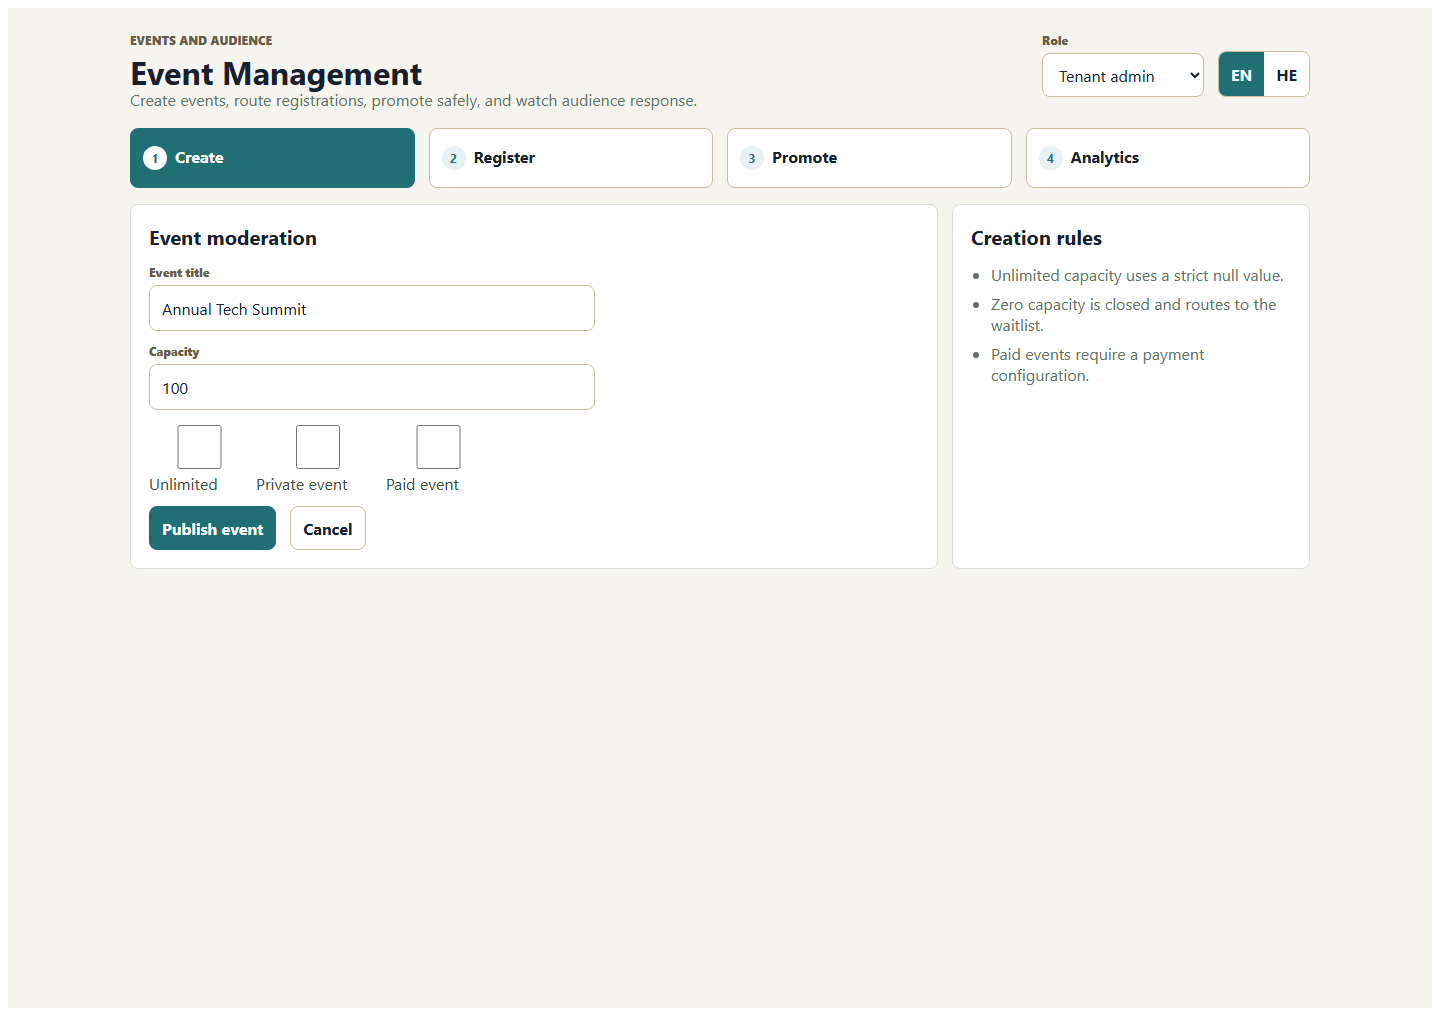 EVENTS AND AUDIENCE
Event Management
Create events, route registrations, promote safely, and watch audience response.
Role
Tenant admin
EN HE
1 Create
2 Register
3 Promote
4 Analytics
Event moderation
Event title
Annual Tech Summit
Capacity
100
Unlimited
Private event
Paid event
Publish event
Cancel
Creation rules
Unlimited capacity uses a strict null value.
Zero capacity is closed and routes to the
waitlist.
Paid events require a payment
configuration.